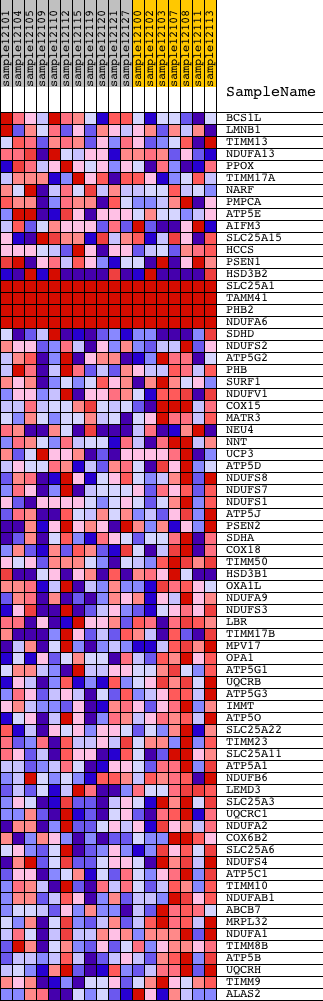 sample12101
sample12104
sample12105
sample12109
sample12110
sample12112
sample12120
sample12100
sample12102
sample12103
sample12107
sample12108
sample12111
SampleName
BCS1L
LMNB1
TIMM13
NDUFA13
PPOX
TIMM17A
NARF
PMPCA
ATP5E
AIFM3
SLC25A15
HCCS
PSEN1
HSD3B2
SLC25A1
TAMM41
PHB2
NDUFA6
SDHD
NDUFS2
ATP5G2
PHB
SURF1
NDUFV1
COX15
MATR3
NEU4
NNT
UCP3
ATP5D
NDUFS8
NDUFS7
NDUFS1
ATP5J
PSEN2
SDHA
COX18
TIMM50
HSD3B1
OXA1L
NDUFA9
NDUFS3
LBR
TIMM17B
MPV17
OPA1
ATP5G1
UQCRB
ATP5G3
IMMT
ATP5O
SLC25A22
TIMM23
SLC25A11
ATP5A1
NDUFB6
LEMD3
SLC25A3
UQCRC1
NDUFA2
COX6B2
SLC25A6
NDUFS4
ATP5C1
TIMM10
NDUFAB1
ABCB7
MRPL32
NDUFA1
TIMM8B
ATP5B
UQCRH
TIMM9
ALAS2